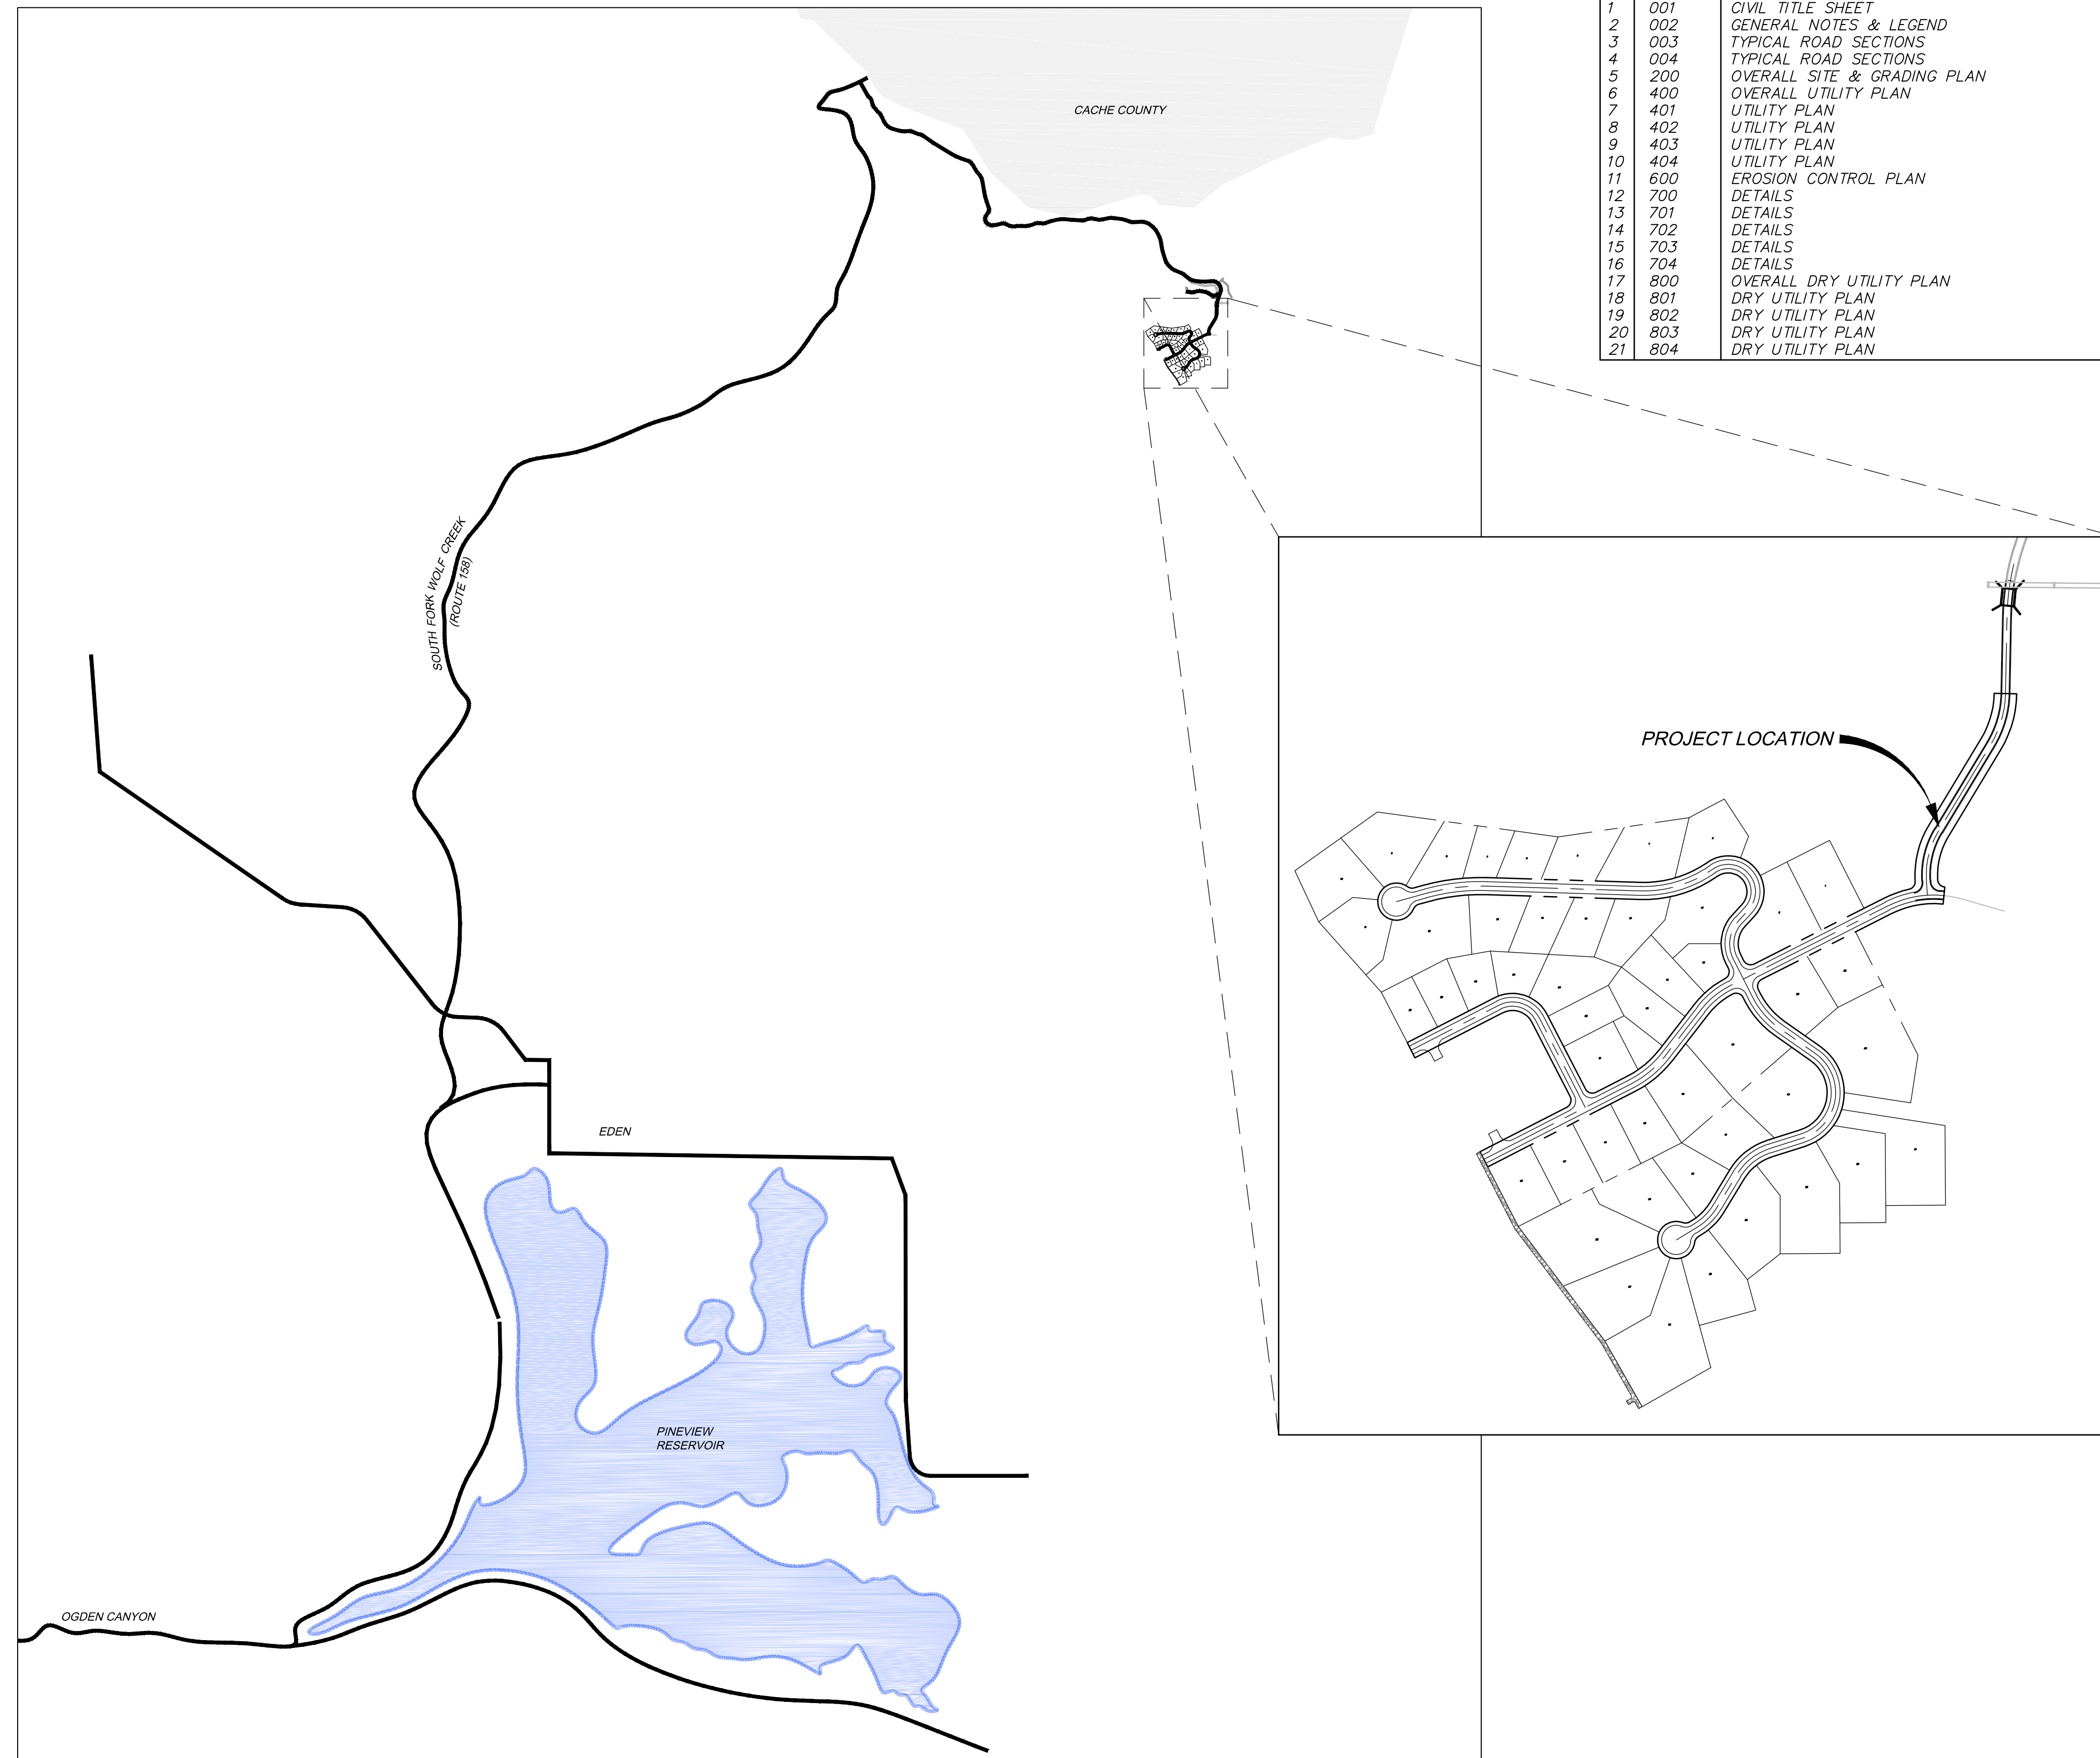 1 001 CIVIL TITLE SHEET
2 002 GENERAL NOTES & LEGEND
3 003 TYPICAL ROAD SECTIONS
4 004 TYPICAL ROAD SECTIONS
5 200 OVERALL SITE & GRADING PLAN
6 400 OVERALL UTILITY PLAN
7 401 UTILITY PLAN
8 402 UTILITY PLAN
9 403 UTILITY PLAN
10 404 UTILITY PLAN
11 600 EROSION CONTROL PLAN
12 700 DETAILS
13 701 DETAILS
14 702 DETAILS
15 703 DETAILS
16 704 DETAILS
17 800 OVERALL DRY UTILITY PLAN
18 801 DRY UTILITY PLAN
19 802 DRY UTILITY PLAN
20 803 DRY UTILITY PLAN
21 804 DRY UTILITY PLAN
CACHE COUNTY
SOUTH FORK WOLF CREEK
(ROUTE 158)
PROJECT LOCATION
EDEN
PINEVIEW
RESERVOIR
OGDEN CANYON